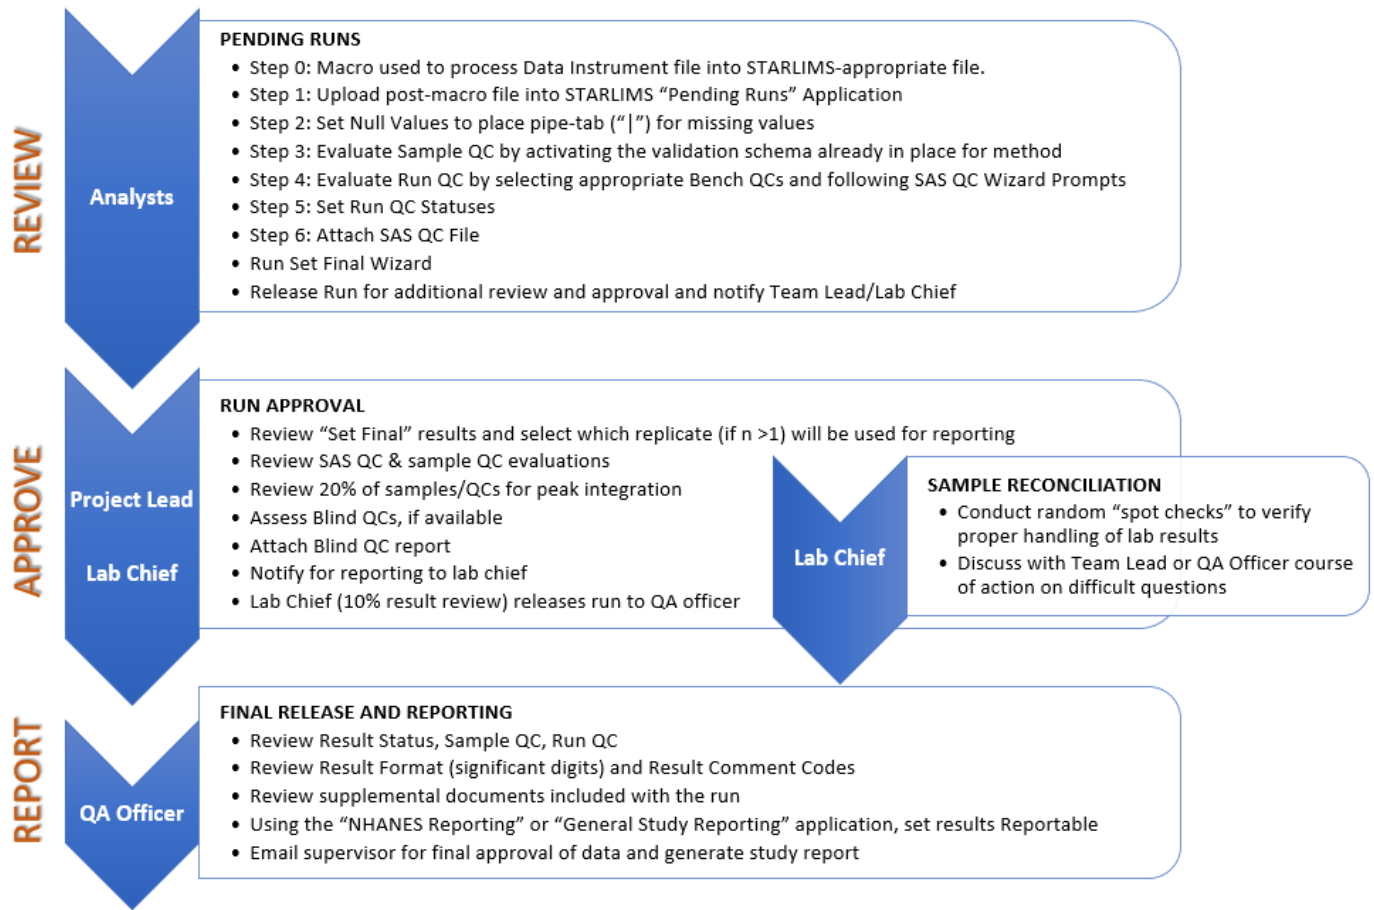 REVIEW
Analysts
PENDING RUNS
• Step 0: Macro used to process Data Instrument file into STARLIMS-appropriate file.
• Step 1: Upload post-macro file into STARLIMS “Pending Runs” Application
• Step 2: Set Null Values to place pipe-tab (“|”) for missing values
• Step 3: Evaluate Sample QC by activating the validation schema already in place for method
• Step 4: Evaluate Run QC by selecting appropriate Bench QCs and following SAS QC Wizard Prompts
• Step 5: Set Run QC Statuses
• Step 6: Attach SAS QC File
• Run Set Final Wizard
• Release Run for additional review and approval and notify Team Lead/Lab Chief
APPROVE
Project Lead
Lab Chief
RUN APPROVAL
• Review “Set Final” results and select which replicate (if n >1) will be used for reporting
• Review SAS QC & sample QC evaluations
• Review 20% of samples/QCs for peak integration
• Assess Blind QCs, if available
• Attach Blind QC report
• Notify for reporting to lab chief
• Lab Chief (10% result review) releases run to QA officer
Lab Chief
SAMPLE RECONCILIATION
• Conduct random “spot checks” to verify
proper handling of lab results
• Discuss with Team Lead or QA Officer course
of action on difficult questions
REPORT
QA Officer
FINAL RELEASE AND REPORTING
• Review Result Status, Sample QC, Run QC
• Review Result Format (significant digits) and Result Comment Codes
• Review supplemental documents included with the run
• Using the “NHANES Reporting” or “General Study Reporting” application, set results Reportable
• Email supervisor for final approval of data and generate study report